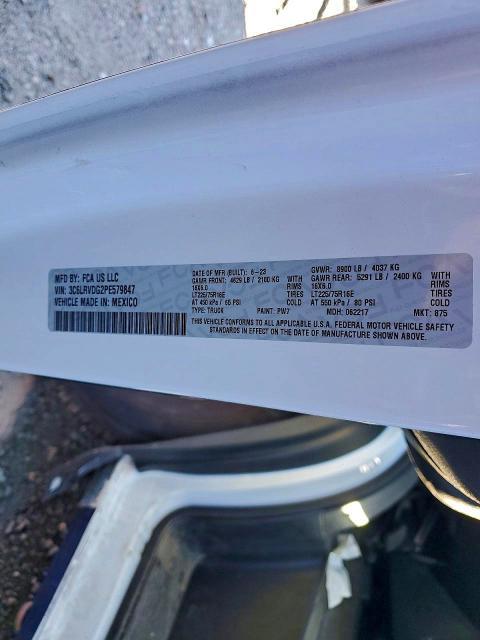 MFD BY: FCA US LLC
VIN: 3C6LRVDG2PE579847
VEHICLE MADE IN: MEXICO
DATE OF MFR (BUILT): 6-23 GVWR: 8900 LB / 4037 KG
GAWR FRONT: 4629 LB / 2100 KG WITH GAWR REAR: 5291 LB / 2400 KG WITH
16X6.0 RIMS 16X6.0 RIMS
LT225/75R16E TIRES LT225/75R16E TIRES
AT 450 kPa / 65 PSI COLD AT 550 kPa / 80 PSI COLD
TYPE: TRUCK PAINT: PW7 MDH: 062217 MKT: 875
THIS VEHICLE CONFORMS TO ALL APPLICABLE U.S.A. FEDERAL MOTOR VEHICLE SAFETY
STANDARDS IN EFFECT ON THE DATE OF MANUFACTURE SHOWN ABOVE.